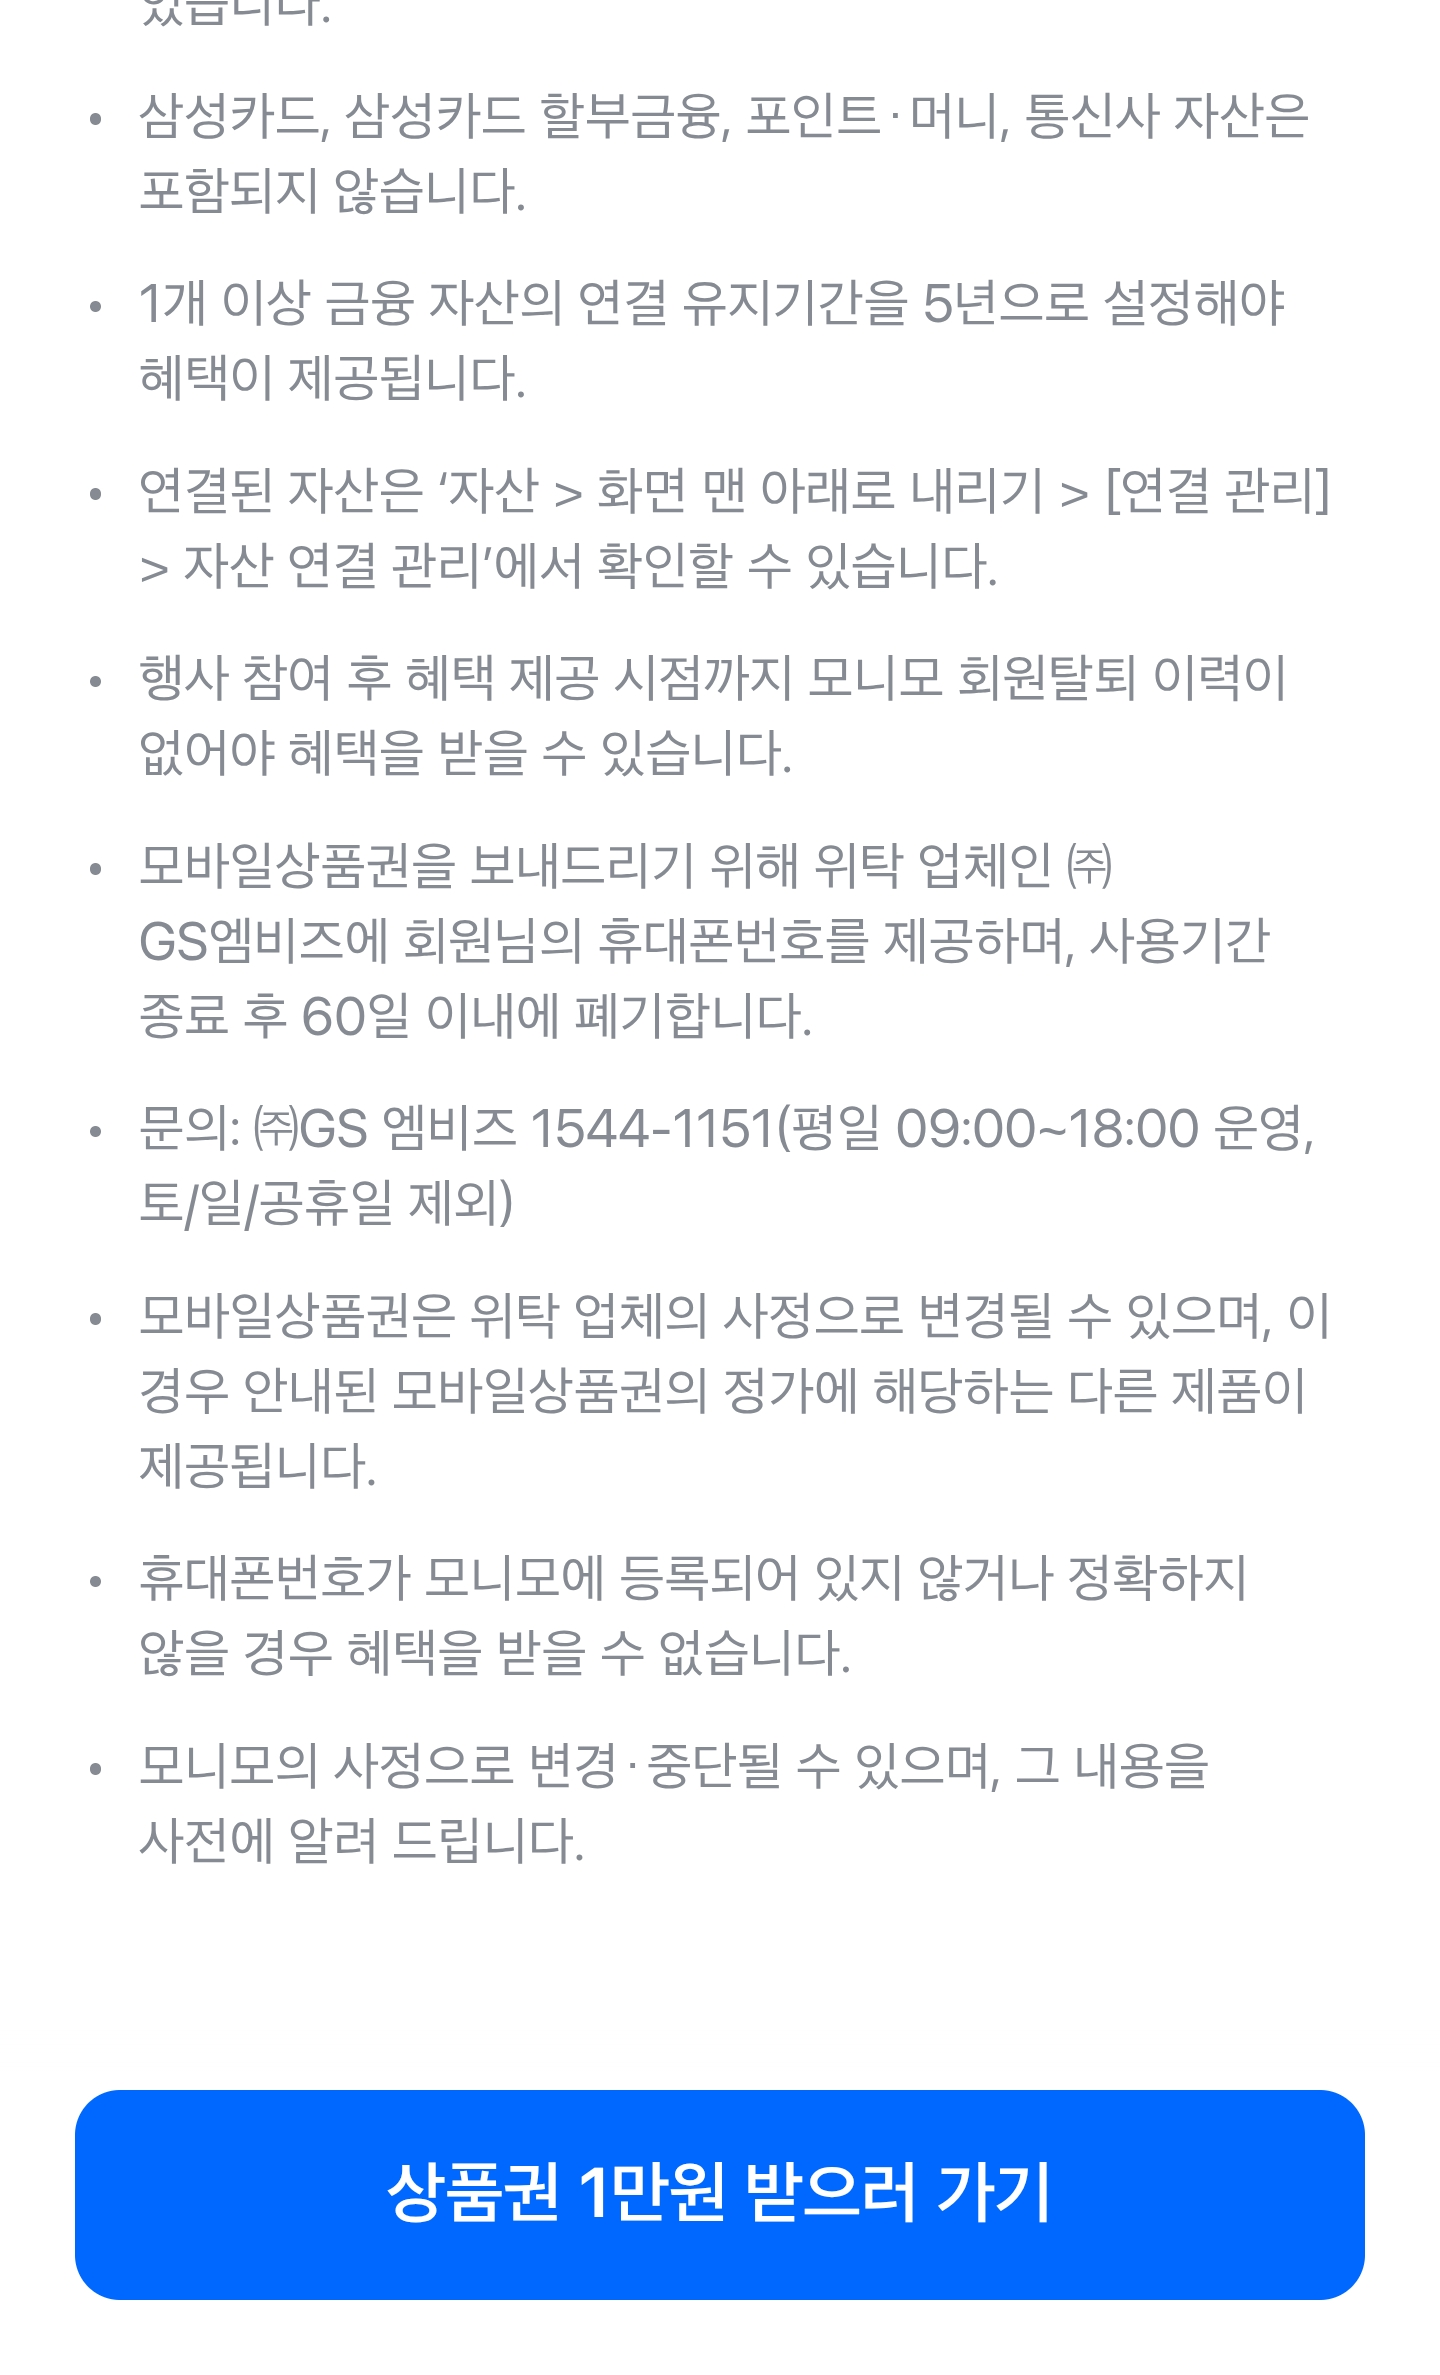 있습니다.
• 삼성카드, 삼성카드 할부금융, 포인트·머니, 통신사 자산은
포함되지 않습니다.
• 1개 이상 금융 자산의 연결 유지기간을 5년으로 설정해야
혜택이 제공됩니다.
• 연결된 자산은 ‘자산 > 화면 맨 아래로 내리기 > [연결 관리]
> 자산 연결 관리’에서 확인할 수 있습니다.
• 행사 참여 후 혜택 제공 시점까지 모니모 회원탈퇴 이력이
없어야 혜택을 받을 수 있습니다.
• 모바일상품권을 보내드리기 위해 위탁 업체인 ㈜
GS엠비즈에 회원님의 휴대폰번호를 제공하며, 사용기간
종료 후 60일 이내에 폐기합니다.
• 문의: ㈜GS 엠비즈 1544-1151(평일 09:00~18:00 운영,
토/일/공휴일 제외)
• 모바일상품권은 위탁 업체의 사정으로 변경될 수 있으며, 이
경우 안내된 모바일상품권의 정가에 해당하는 다른 제품이
제공됩니다.
• 휴대폰번호가 모니모에 등록되어 있지 않거나 정확하지
않을 경우 혜택을 받을 수 없습니다.
• 모니모의 사정으로 변경·중단될 수 있으며, 그 내용을
사전에 알려 드립니다.
상품권 1만원 받으러 가기